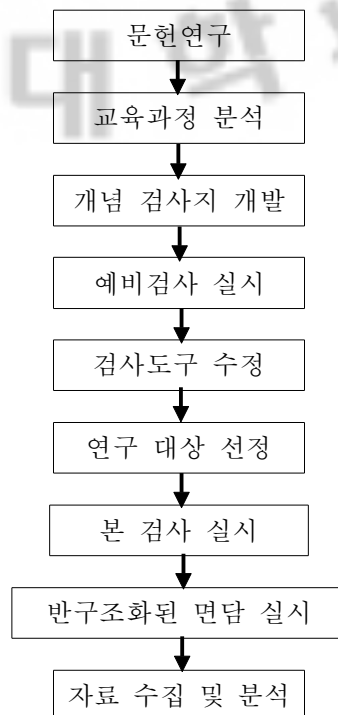 문헌연구
교육과정 분석
개념 검사지 개발
예비검사 실시
검사도구 수정
연구 대상 선정
본 검사 실시
반구조화된 면담 실시
자료 수집 및 분석